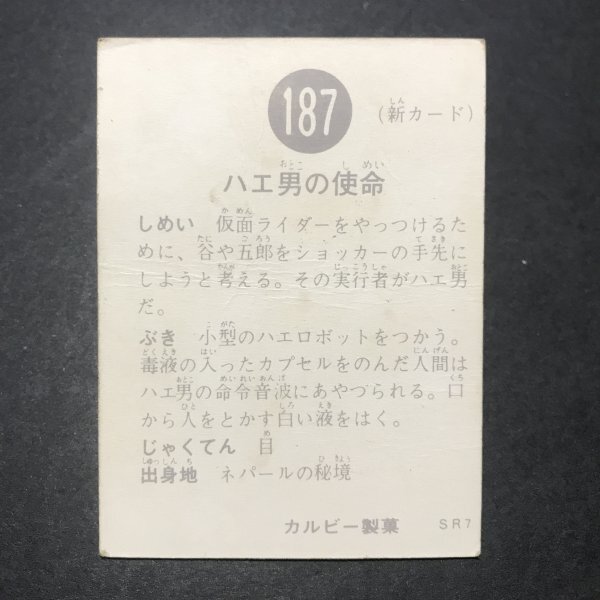 187
(新カード)
ハエ男の使命
しめい 仮面ライダーをやっつけるた
めに、谷や五郎をショッカーの手先に
しようと考える。その実行者がハエ男
だ。
ぶき 小型のハエロボットをつかう。
毒液の入ったカプセルをのんだ人間は
ハエ男の命令音波にあやづられる。口
から人をとかす白い液をはく。
じゃくてん 目
出身地 ネパールの秘境
カルビー製菓 SR7